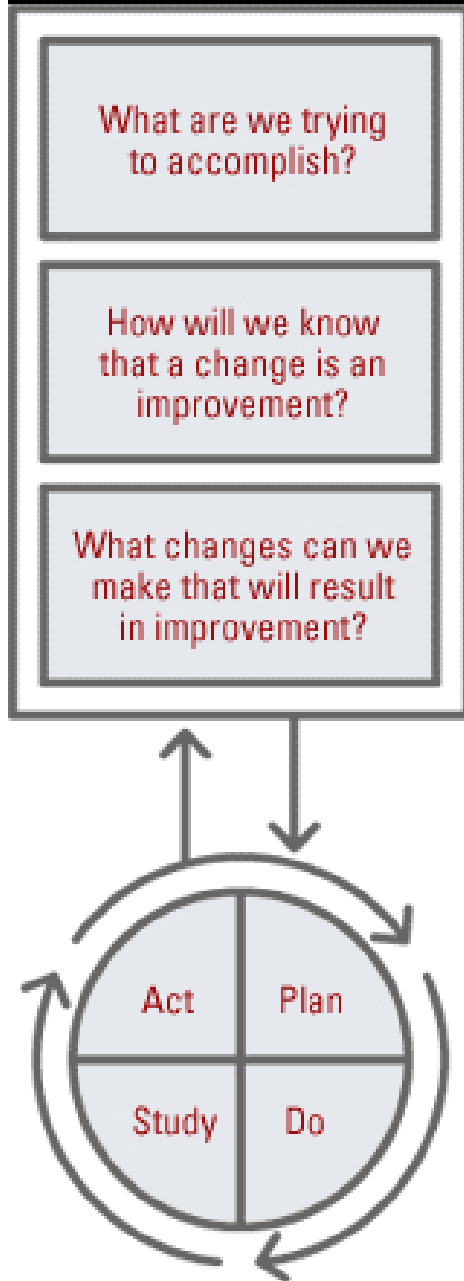 What are we trying
to accomplish?
How will we know
that a change is an
improvement?
What changes can we
make that will result
in improvement?
Act
Plan
Study
Do